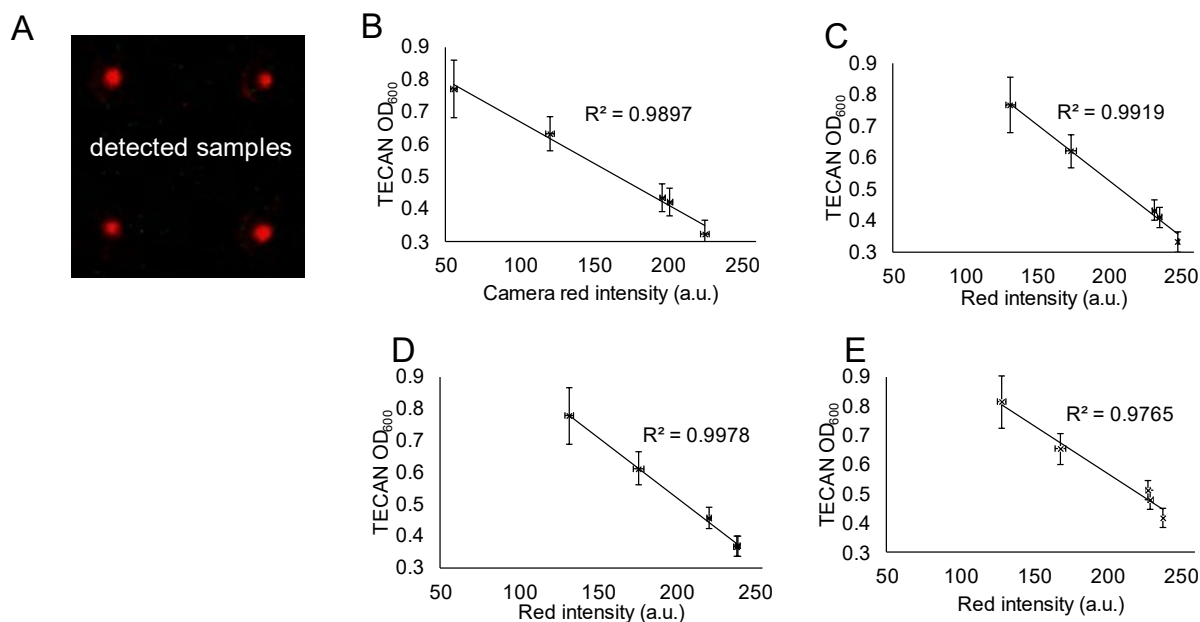 A
detected samples
B
0.9
0.8
0.7
0.6
0.5
0.4
0.3
TECAN OD600
R² = 0.9897
50 100 150 200 250
Camera red intensity (a.u.)
C
0.9
0.8
0.7
0.6
0.5
0.4
0.3
TECAN OD600
R² = 0.9919
50 100 150 200 250
Red intensity (a.u.)
D
0.9
0.8
0.7
0.6
0.5
0.4
0.3
TECAN OD600
R² = 0.9978
50 100 150 200 250
Red intensity (a.u.)
E
0.9
0.8
0.7
0.6
0.5
0.4
0.3
TECAN OD600
R² = 0.9765
50 100 150 200 250
Red intensity (a.u.)